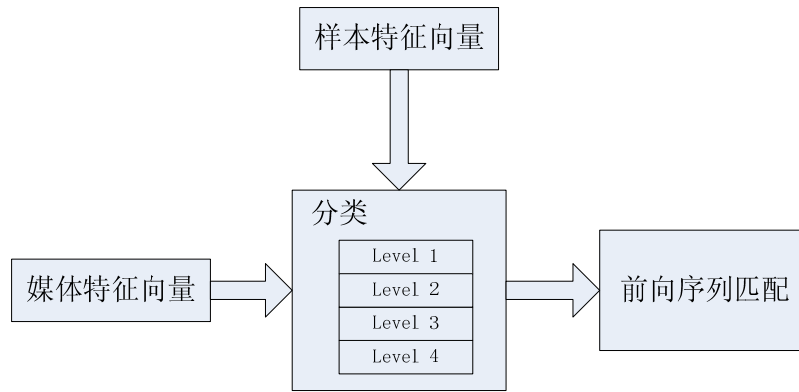 样本特征向量
分类
Level 1
Level 2
Level 3
Level 4
媒体特征向量
前向序列匹配